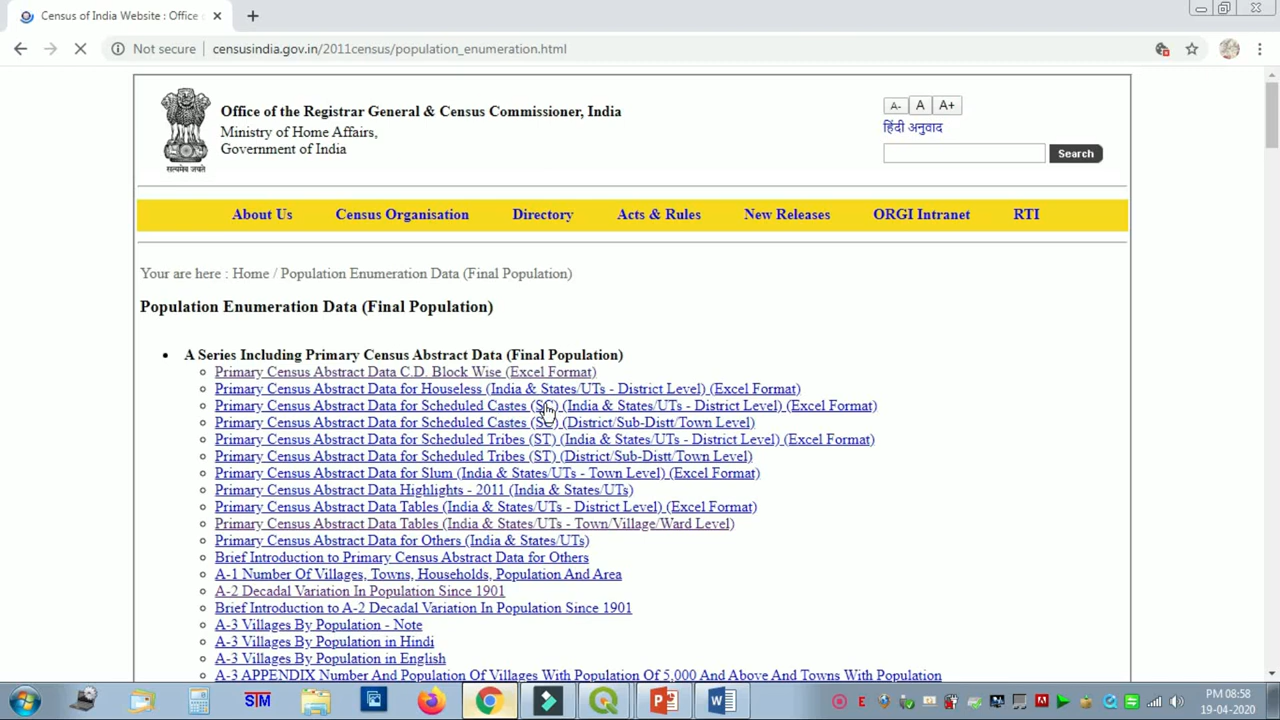 Census of India Website : Office
Not secure censusindia.gov.in/2011census/population_enumeration.html
सत्यमेव जयते
Office of the Registrar General & Census Commissioner, India
Ministry of Home Affairs,
Government of India
A- A A+
हिंदी अनुवाद
Search
About Us Census Organisation Directory Acts & Rules New Releases ORGI Intranet RTI
Your are here : Home / Population Enumeration Data (Final Population)
Population Enumeration Data (Final Population)
A Series Including Primary Census Abstract Data (Final Population)
Primary Census Abstract Data C.D. Block Wise (Excel Format)
Primary Census Abstract Data for Houseless (India & States/UTs - District Level) (Excel Format)
Primary Census Abstract Data for Scheduled Castes (SC) (India & States/UTs - District Level) (Excel Format)
Primary Census Abstract Data for Scheduled Castes (SC) (District/Sub-Distt/Town Level)
Primary Census Abstract Data for Scheduled Tribes (ST) (India & States/UTs - District Level) (Excel Format)
Primary Census Abstract Data for Scheduled Tribes (ST) (District/Sub-Distt/Town Level)
Primary Census Abstract Data for Slum (India & States/UTs - Town Level) (Excel Format)
Primary Census Abstract Data Highlights - 2011 (India & States/UTs)
Primary Census Abstract Data Tables (India & States/UTs - District Level) (Excel Format)
Primary Census Abstract Data Tables (India & States/UTs - Town/Village/Ward Level)
Primary Census Abstract Data for Others (India & States/UTs)
Brief Introduction to Primary Census Abstract Data for Others
A-1 Number Of Villages, Towns, Households, Population And Area
A-2 Decadal Variation In Population Since 1901
Brief Introduction to A-2 Decadal Variation In Population Since 1901
A-3 Villages By Population - Note
A-3 Villages By Population in Hindi
A-3 Villages By Population in English
A-3 APPENDIX Number And Population Of Villages With Population Of 5,000 And Above And Towns With Population
STM
PM 08:58
19-04-2020